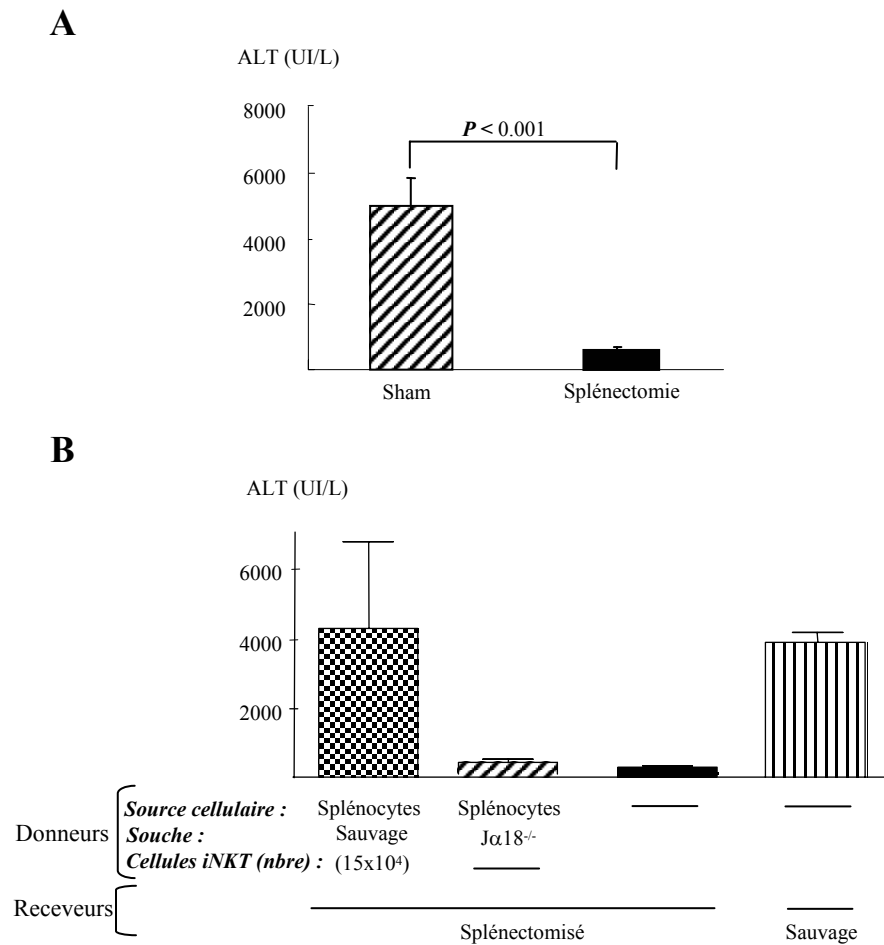 A
ALT (UI/L)
8000
P < 0.001
6000
4000
2000
Sham Splénectomie
B
ALT (UI/L)
6000
4000
2000
Donneurs
Source cellulaire : Splénocytes Splénocytes
Souche : Sauvage Jα18-/-
Cellules iNKT (nbre) : (15x10⁴)
Receveurs
Splénectomisé Sauvage